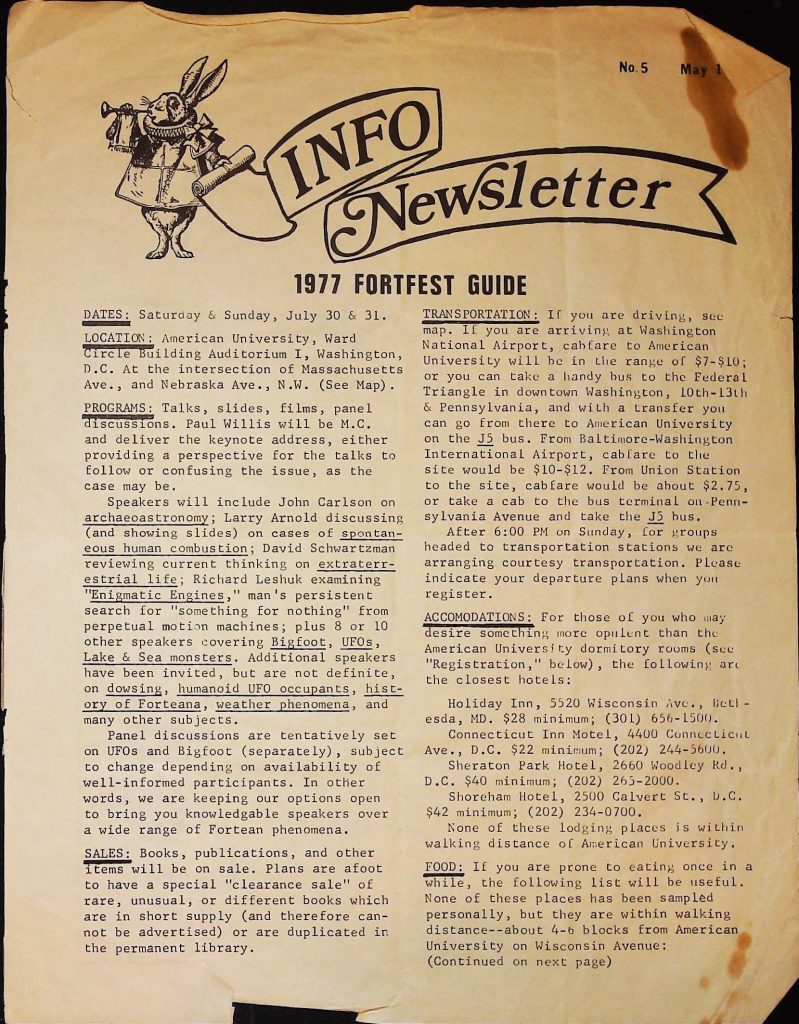 No. 5 May 1
INFO
Newsletter
1977 FORTFEST GUIDE
DATES: Saturday & Sunday, July 30 & 31.
LOCATION: American University, Ward
Circle Building Auditorium I, Washington,
D.C. At the intersection of Massachusetts
Ave., and Nebraska Ave., N.W. (See Map).
PROGRAMS: Talks, slides, films, panel
discussions. Paul Willis will be M.C.
and deliver the keynote address, either
providing a perspective for the talks to
follow or confusing the issue, as the
case may be.
Speakers will include John Carlson on
archaeoastronomy; Larry Arnold discussing
(and showing slides) on cases of spontan-
eous human combustion; David Schwartzman
reviewing current thinking on extraterr-
estrial life; Richard Leshuk examining
"Enigmatic Engines," man's persistent
search for "something for nothing" from
perpetual motion machines; plus 8 or 10
other speakers covering Bigfoot, UFOs,
Lake & Sea monsters. Additional speakers
have been invited, but are not definite,
on dowsing, humanoid UFO occupants, hist-
ory of Forteana, weather phenomena, and
many other subjects.
Panel discussions are tentatively set
on UFOs and Bigfoot (separately), subject
to change depending on availability of
well-informed participants. In other
words, we are keeping our options open
to bring you knowledgable speakers over
a wide range of Fortean phenomena.
SALES: Books, publications, and other
items will be on sale. Plans are afoot
to have a special "clearance sale" of
rare, unusual, or different books which
are in short supply (and therefore can-
not be advertised) or are duplicated in
the permanent library.
TRANSPORTATION: If you are driving, see
map. If you are arriving at Washington
National Airport, cabfare to American
University will be in the range of $7-$10;
or you can take a handy bus to the Federal
Triangle in downtown Washington, 10th-13th
& Pennsylvania, and with a transfer you
can go from there to American University
on the J5 bus. From Baltimore-Washington
International Airport, cabfare to the
site would be $10-$12. From Union Station
to the site, cabfare would be about $2.75,
or take a cab to the bus terminal on Penn-
sylvania Avenue and take the J5 bus.
After 6:00 PM on Sunday, for groups
headed to transportation stations we are
arranging courtesy transportation. Please
indicate your departure plans when you
register.
ACCOMODATIONS: For those of you who may
desire something more opulent than the
American University dormitory rooms (see
"Registration," below), the following are
the closest hotels:
Holiday Inn, 5520 Wisconsin Ave., Beth-
esda, MD. $28 minimum; (301) 656-1500.
Connecticut Inn Motel, 4400 Connecticut
Ave., D.C. $22 minimum; (202) 244-5600.
Sheraton Park Hotel, 2660 Woodley Rd.,
D.C. $40 minimum; (202) 265-2000.
Shoreham Hotel, 2500 Calvert St., D.C.
$42 minimum; (202) 234-0700.
None of these lodging places is within
walking distance of American University.
FOOD: If you are prone to eating once in a
while, the following list will be useful.
None of these places has been sampled
personally, but they are within walking
distance--about 4-6 blocks from American
University on Wisconsin Avenue:
(Continued on next page)